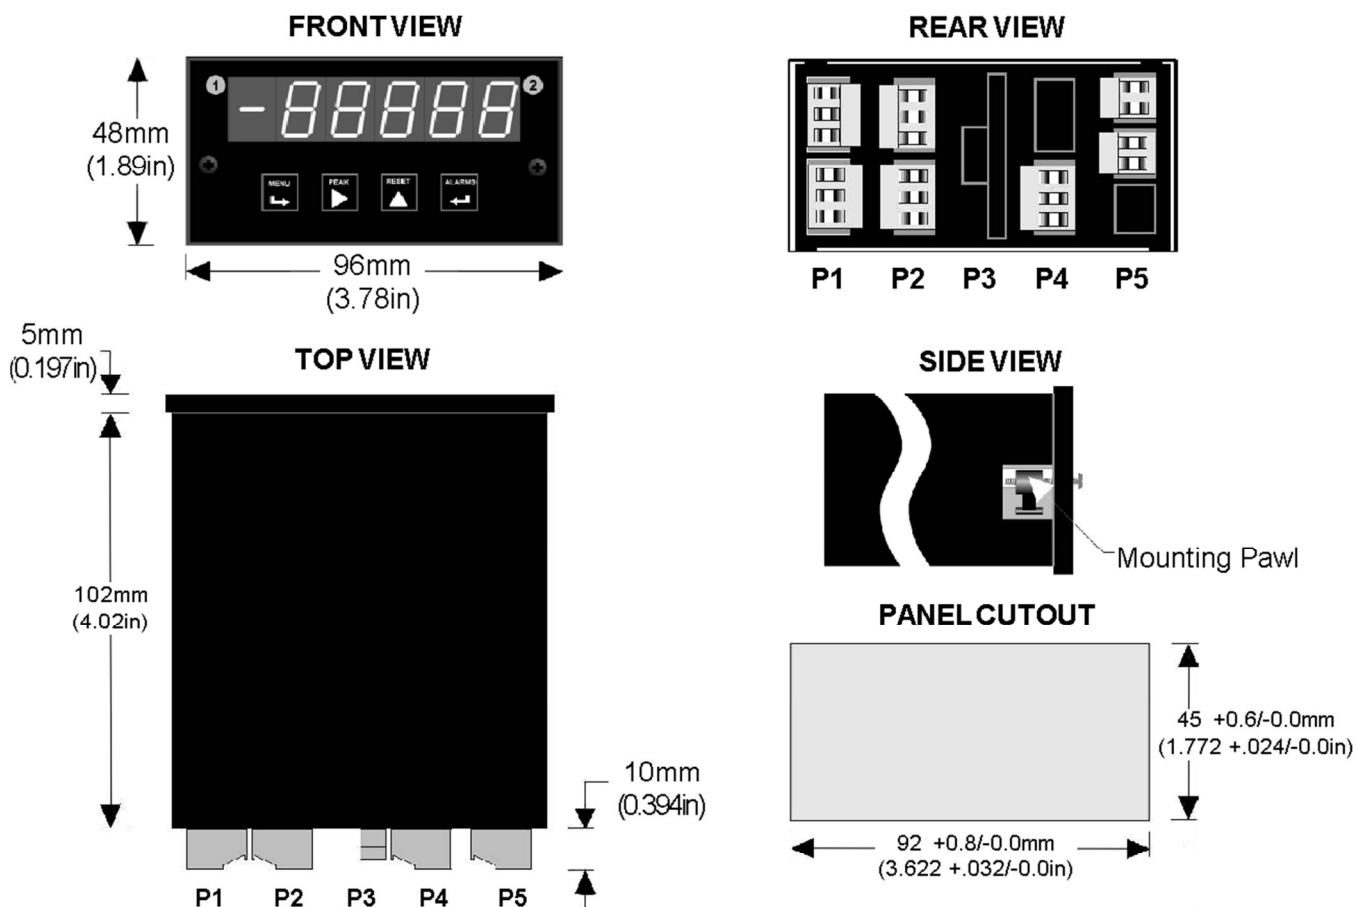 FRONT VIEW
1
2
-88888
MENU
PEAK
RESET
ALARMS
48mm
(1.89in)
96mm
(3.78in)
REAR VIEW
P1 P2 P3 P4 P5
TOP VIEW
5mm
(0.197in)
102mm
(4.02in)
10mm
(0.394in)
P1 P2 P3 P4 P5
SIDE VIEW
Mounting Pawl
PANEL CUTOUT
45 +0.6/-0.0mm
(1.772 +.024/-0.0in)
92 +0.8/-0.0mm
(3.622 +.032/-0.0in)